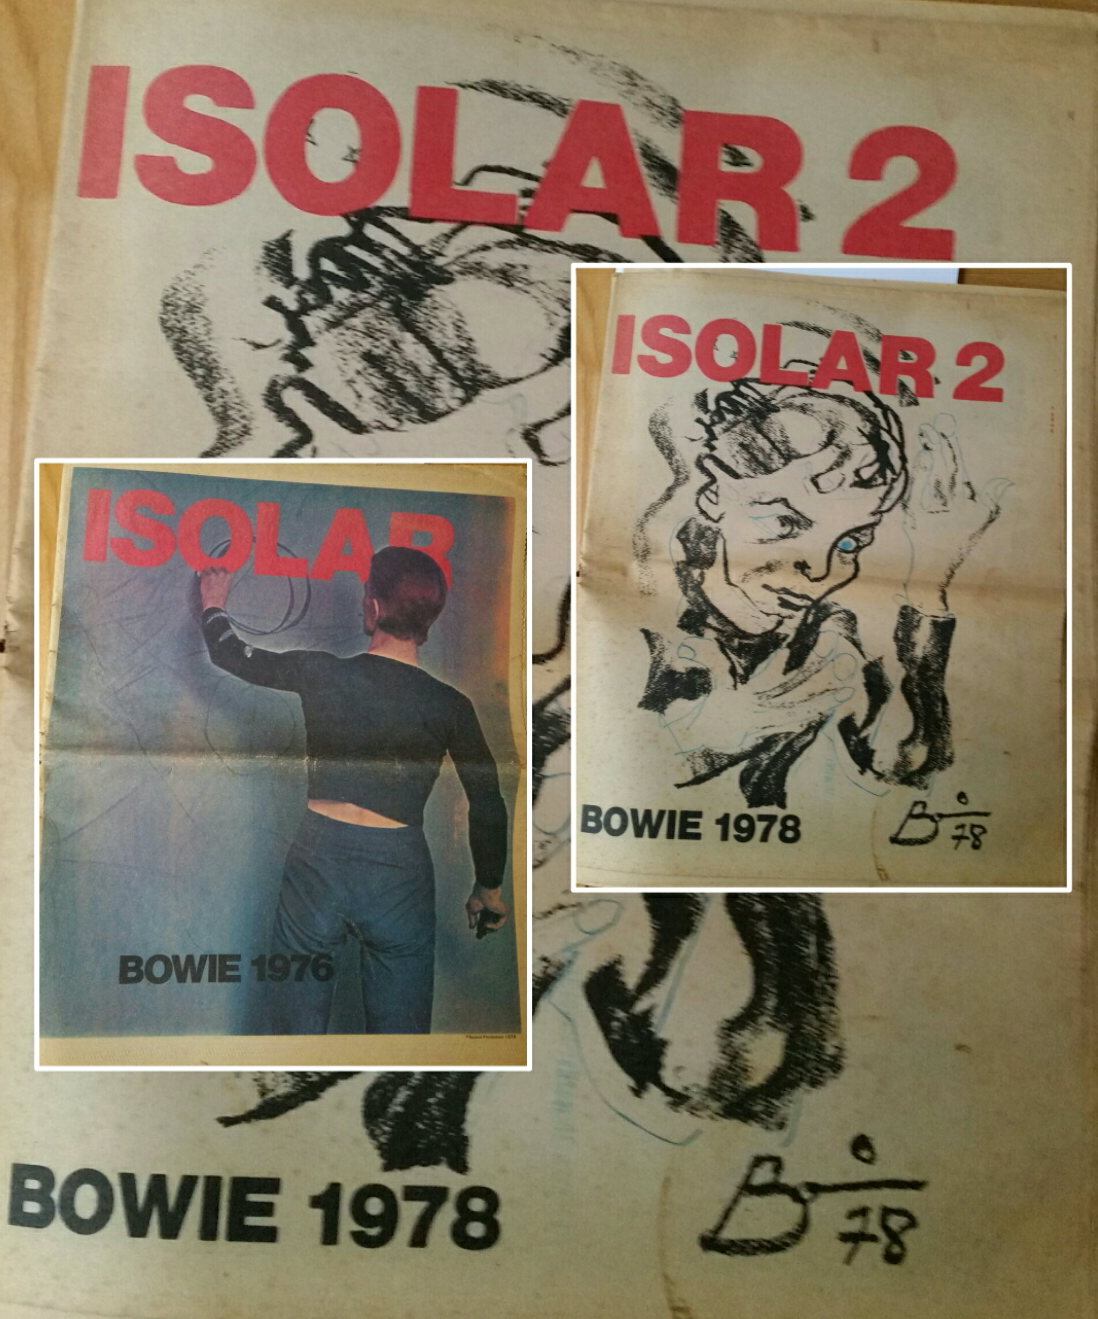 ISOLAR 2
ISOLAR 2
BOWIE 1978
B 78
ISOLAR
BOWIE 1976
BOWIE 1978
B 78